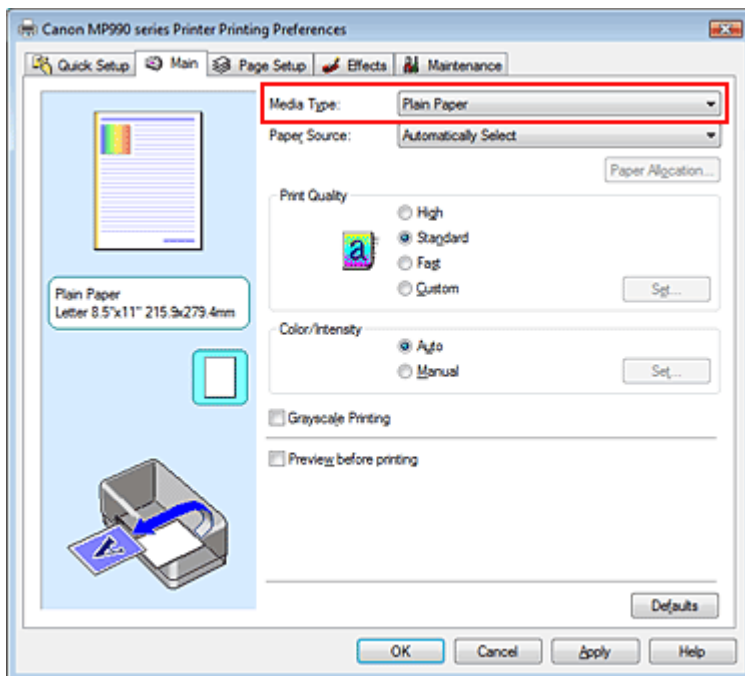 Canon MP990 series Printer Printing Preferences
Quick Setup Main Page Setup Effects Maintenance
Media Type: Plain Paper
Paper Source: Automatically Select
Paper Allocation...
Print Quality
High
a Standard
Fast
Custom Set...
Plain Paper
Letter 8.5"x11" 215.9x279.4mm
Color/Intensity
Auto
Manual Set...
Grayscale Printing
Preview before printing
Defaults
OK Cancel Apply Help